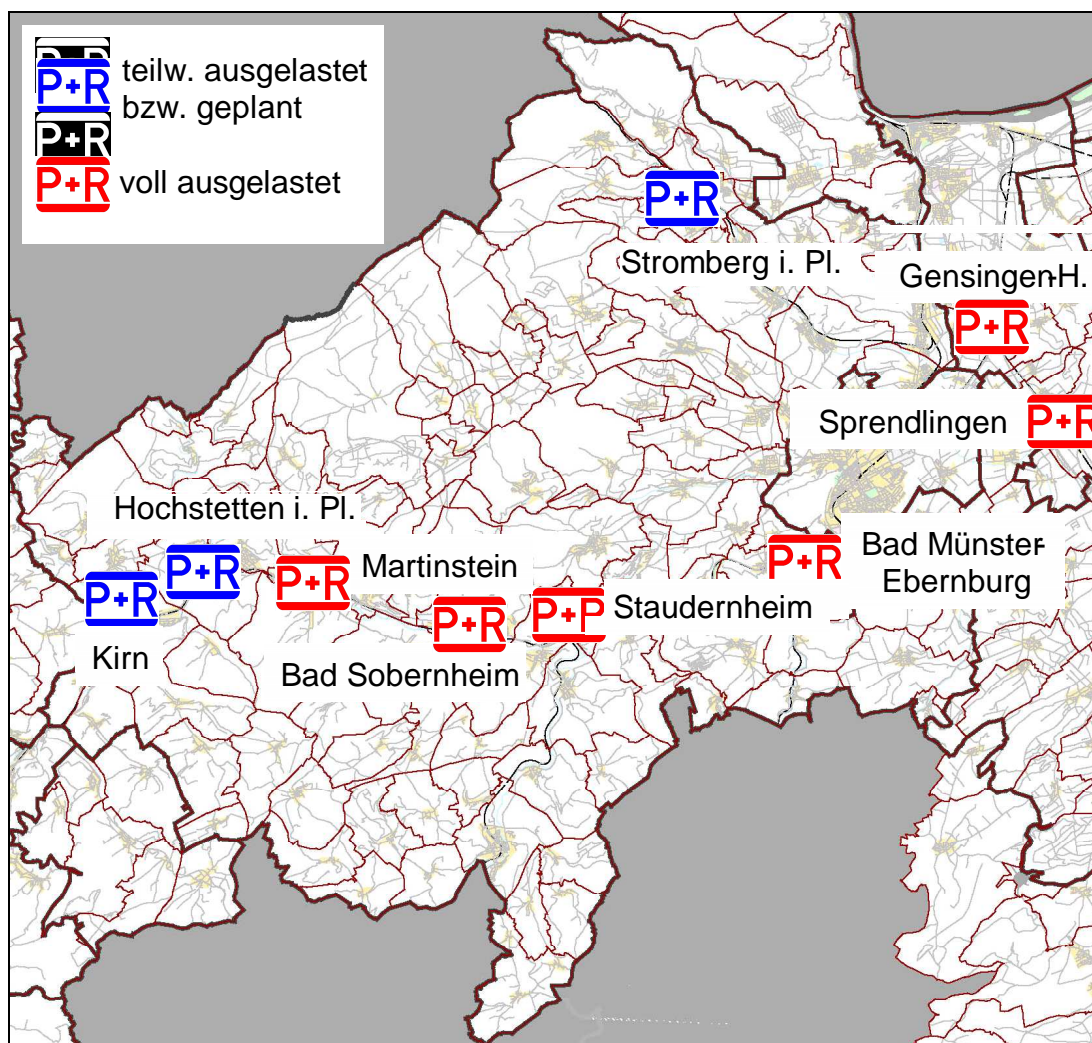 P+R
P+R
teilw. ausgelastet
bzw. geplant
P+R
P+R
voll ausgelastet
P+R
Stromberg i. Pl.
Gensingen-H.
P+R
Sprendlingen
P+R
Hochstetten i. Pl.
P+R
P+R
Martinstein
P+R
Kirn
P+R
Bad Sobernheim
P+P
Staudernheim
P+R
Bad Münster-
Ebernburg